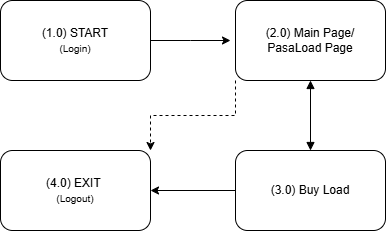 (1.0) START
(Login)
(2.0) Main Page/
PasaLoad Page
(4.0) EXIT
(Logout)
(3.0) Buy Load